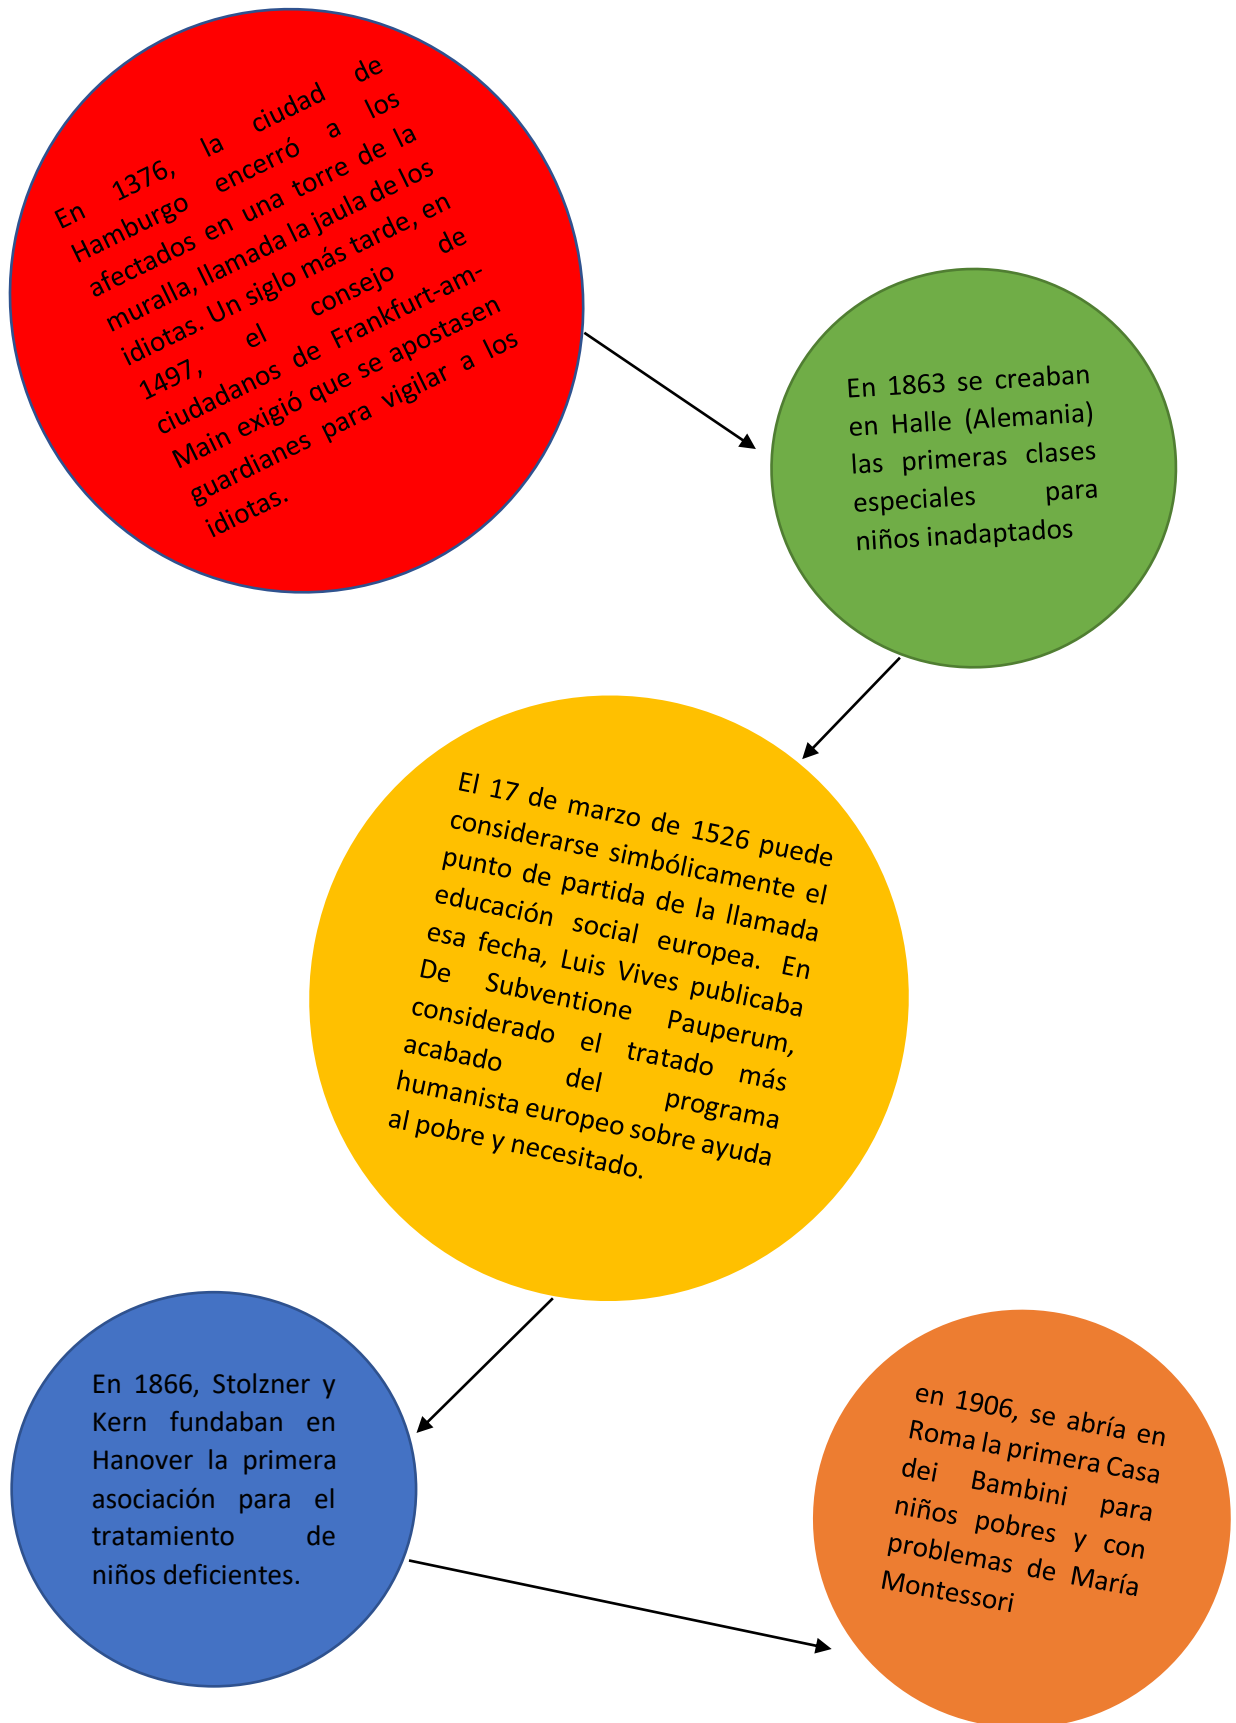 En 1376, la ciudad de
Hamburgo encerró a los
afectados en una torre de la
muralla, llamada la jaula de los
idiotas. Un siglo más tarde, en
1497, el consejo de
ciudadanos de Frankfurt-am-
Main exigió que se apostasen
guardianes para vigilar a los
idiotas.
En 1863 se creaban
en Halle (Alemania)
las primeras clases
especiales para
niños inadaptados
El 17 de marzo de 1526 puede
considerarse simbólicamente el
punto de partida de la llamada
educación social europea. En
esa fecha, Luis Vives publicaba
De Subventione Pauperum,
considerado el tratado más
acabado del programa
humanista europeo sobre ayuda
al pobre y necesitado.
En 1866, Stolzner y
Kern fundaban en
Hanover la primera
asociación para el
tratamiento de
niños deficientes.
en 1906, se abría en
Roma la primera Casa
dei Bambini para
niños pobres y con
problemas de María
Montessori